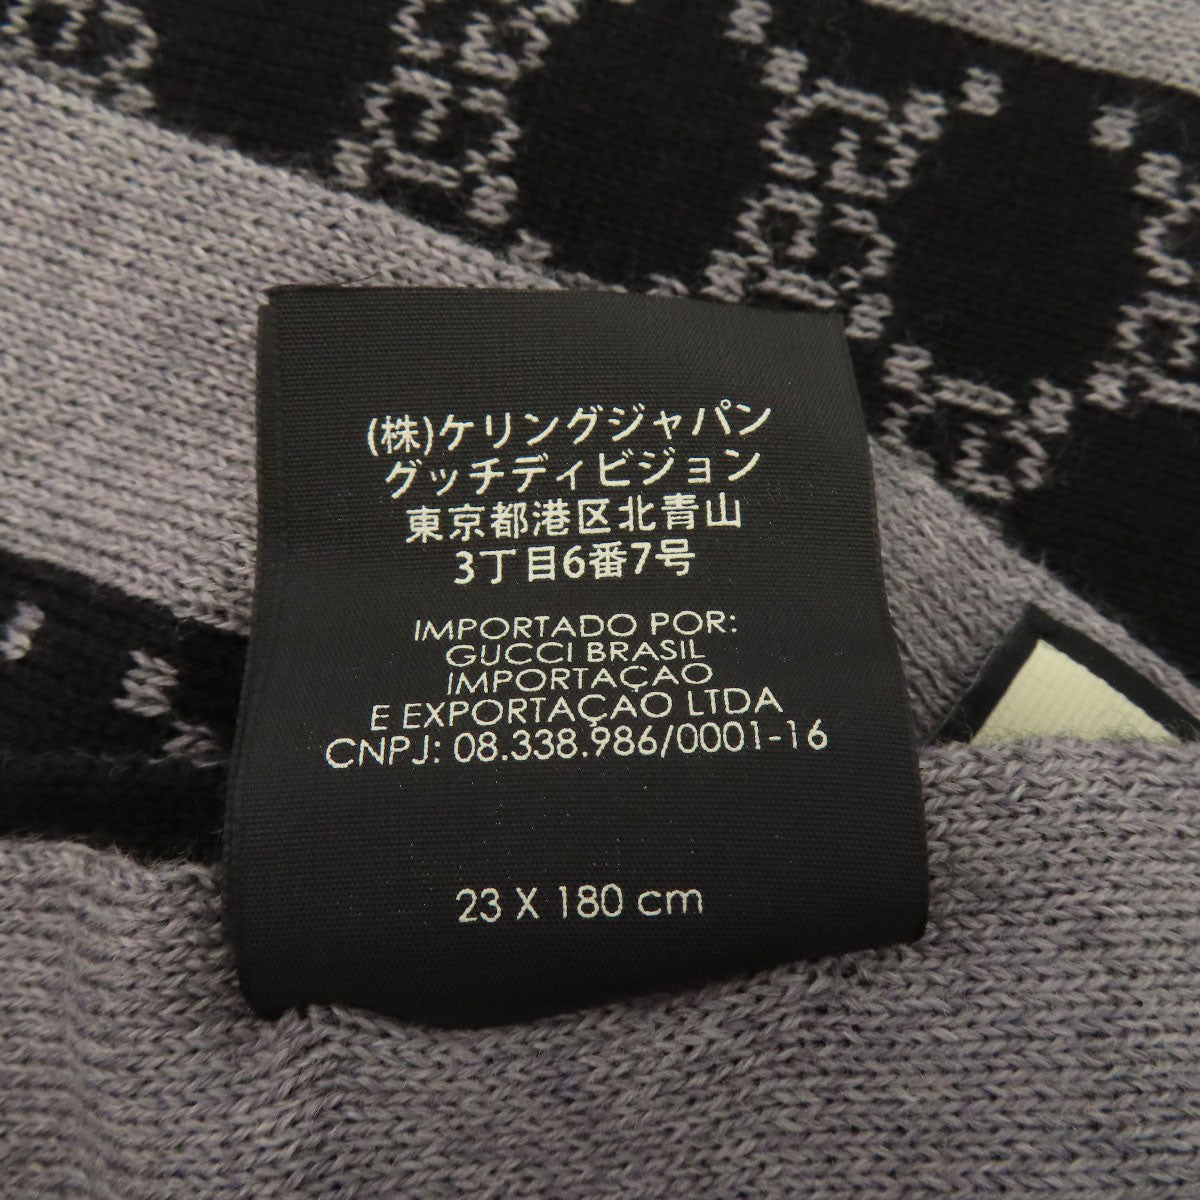 (株)ケリングジャパン
グッチディビジョン
東京都港区北青山
3丁目6番7号
IMPORTADO POR:
GUCCI BRASIL
IMPORTAÇAO
E EXPORTAÇAO LTDA
CNPJ: 08.338.986/0001-16
23 X 180 cm